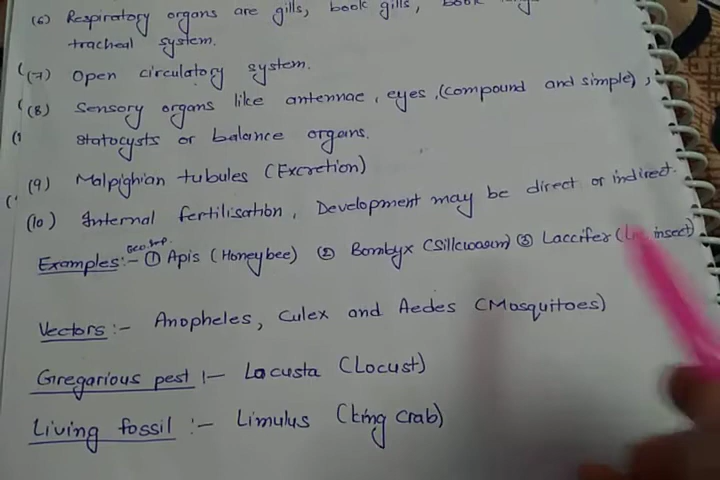 (6) Respiratory organs are gills, book gills, book
tracheal system.
(7) Open circulatory system.
(8) Sensory organs like antennae, eyes, (compound and simple),
statocysts or balance organs.
(9) Malpighian tubules (Excretion)
(10) Internal fertilisation, Development may be direct or indirect.
Examples:- ① Apis (Honeybee) ② Bombyx (Silkworm) ③ Laccifer ( insect)
Vectors:- Anopheles, Culex and Aedes (Mosquitoes)
Gregarious pest :- Locusta (Locust)
Living fossil :- Limulus (king crab)